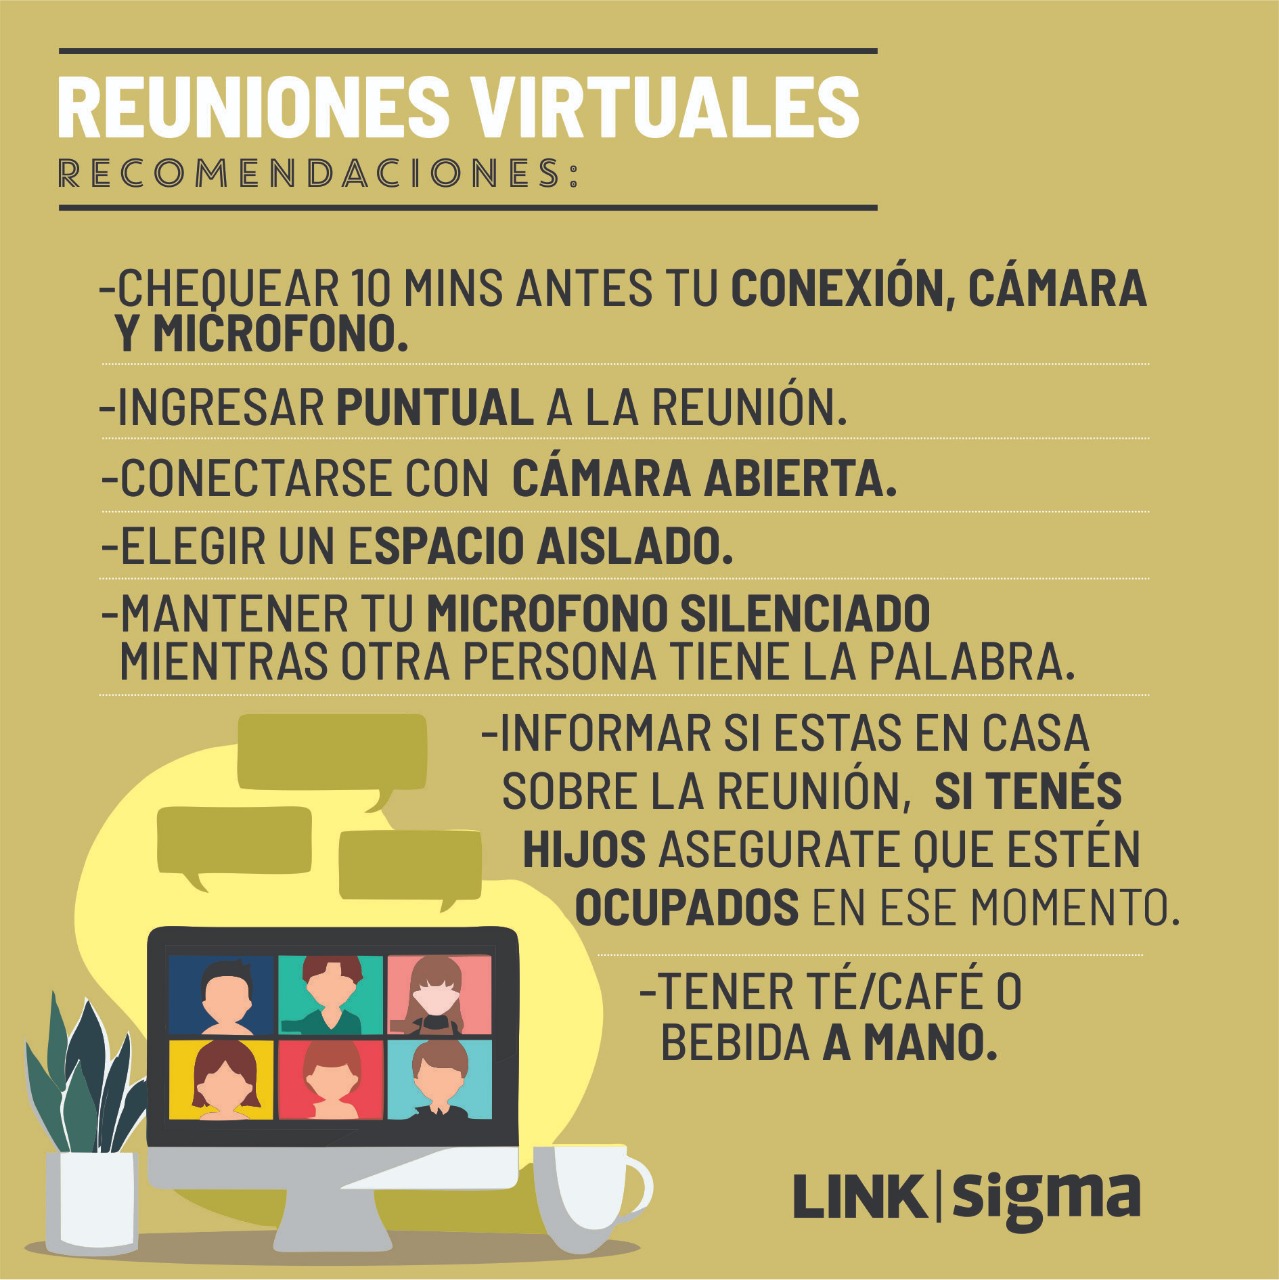 REUNIONES VIRTUALES
RECOMENDACIONES:
-CHEQUEAR 10 MINS ANTES TU CONEXIÓN, CÁMARA
Y MICROFONO.
-INGRESAR PUNTUAL A LA REUNIÓN.
-CONECTARSE CON CÁMARA ABIERTA.
-ELEGIR UN ESPACIO AISLADO.
-MANTENER TU MICROFONO SILENCIADO
MIENTRAS OTRA PERSONA TIENE LA PALABRA.
-INFORMAR SI ESTAS EN CASA
SOBRE LA REUNIÓN, SI TENÉS
HIJOS ASEGURATE QUE ESTÉN
OCUPADOS EN ESE MOMENTO.
-TENER TÉ/CAFÉ O
BEBIDA A MANO.
LINK|sigma